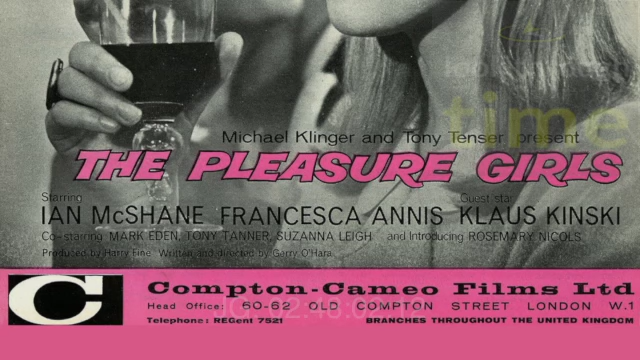 time
Michael Klinger and Tony Tenser present
THE PLEASURE GIRLS
Starring Guest star
IAN McSHANE FRANCESCA ANNIS KLAUS KINSKI
Co-starring MARK EDEN, TONY TANNER, SUZANNA LEIGH and Introducing ROSEMARY NICOLS
Produced by Harry Fine Written and directed by Gerry O'Hara
C Compton-Cameo Films Ltd
Head Office: 60-62 OLD COMPTON STREET LONDON W.1
Telephone: REGent 7521 BRANCHES THROUGHOUT THE UNITED KINGDOM